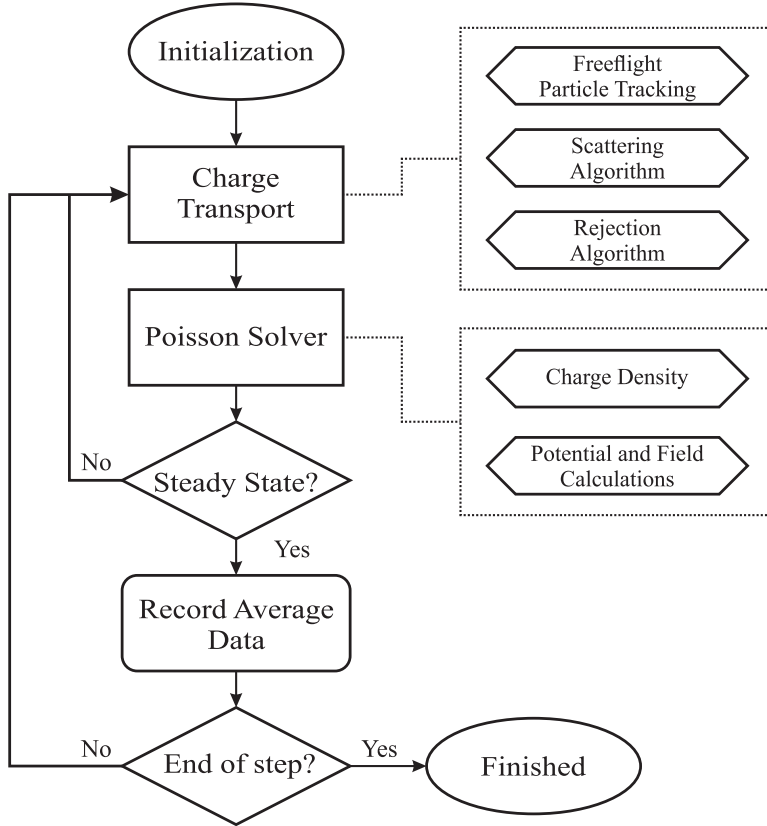 Initialization
Charge
Transport
Freeflight
Particle Tracking
Scattering
Algorithm
Rejection
Algorithm
Poisson Solver
Charge Density
Potential and Field
Calculations
No
Steady State?
Yes
Record Average
Data
No
End of step?
Yes
Finished